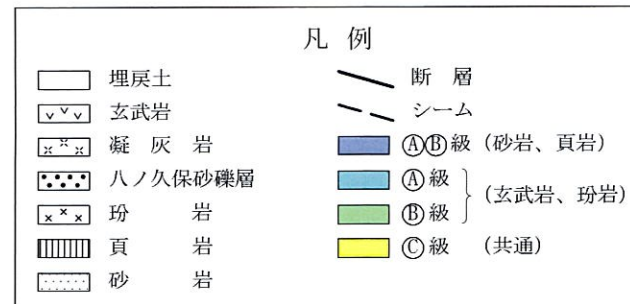 凡例
埋戻土
玄武岩
凝灰岩
八ノ久保砂礫層
玢岩
頁岩
砂岩
断層
シーム
ⒶⒷ級(砂岩、頁岩)
Ⓐ級
Ⓑ級
(玄武岩、玢岩)
Ⓒ級(共通)